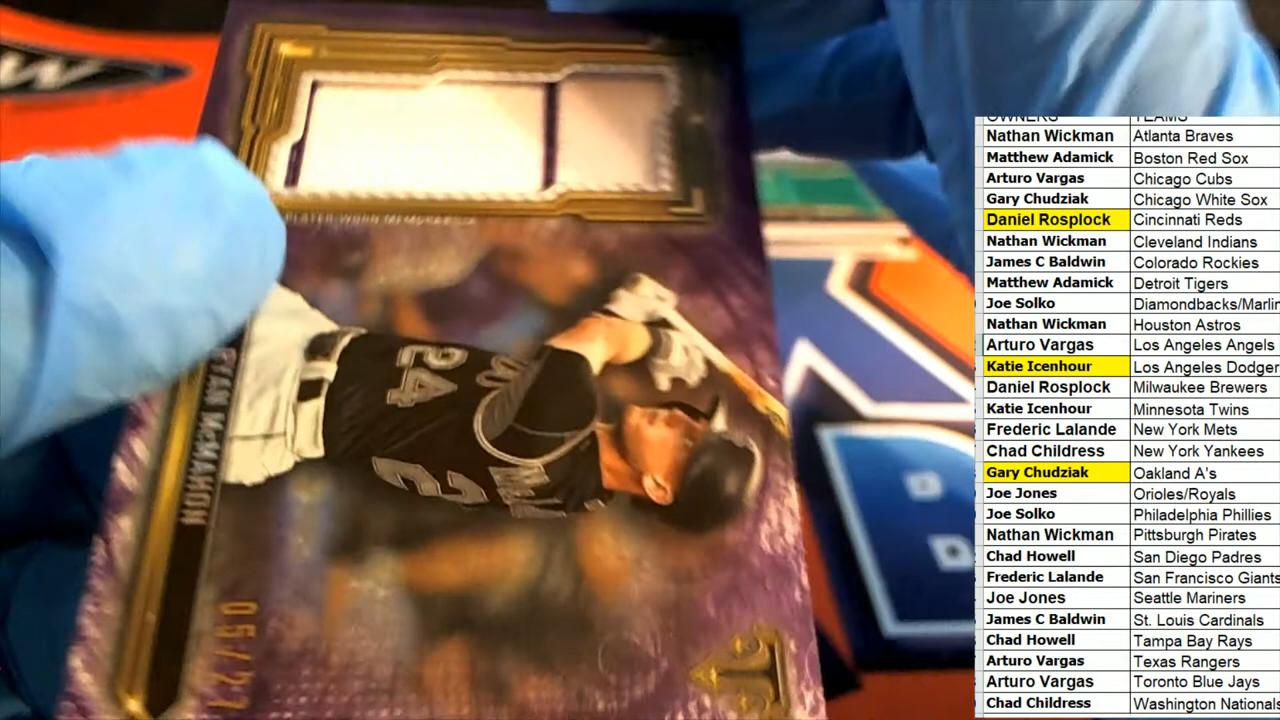 PLAYER-WORN MEMORABILIA
24
RYAN McMAHON
05/27
OWNERS TEAMS
Nathan Wickman Atlanta Braves
Matthew Adamick Boston Red Sox
Arturo Vargas Chicago Cubs
Gary Chudziak Chicago White Sox
Daniel Rosplock Cincinnati Reds
Nathan Wickman Cleveland Indians
James C Baldwin Colorado Rockies
Matthew Adamick Detroit Tigers
Joe Solko Diamondbacks/Marlin
Nathan Wickman Houston Astros
Arturo Vargas Los Angeles Angels
Katie Icenhour Los Angeles Dodger
Daniel Rosplock Milwaukee Brewers
Katie Icenhour Minnesota Twins
Frederic Lalande New York Mets
Chad Childress New York Yankees
Gary Chudziak Oakland A's
Joe Jones Orioles/Royals
Joe Solko Philadelphia Phillies
Nathan Wickman Pittsburgh Pirates
Chad Howell San Diego Padres
Frederic Lalande San Francisco Giants
Joe Jones Seattle Mariners
James C Baldwin St. Louis Cardinals
Chad Howell Tampa Bay Rays
Arturo Vargas Texas Rangers
Arturo Vargas Toronto Blue Jays
Chad Childress Washington Nationals